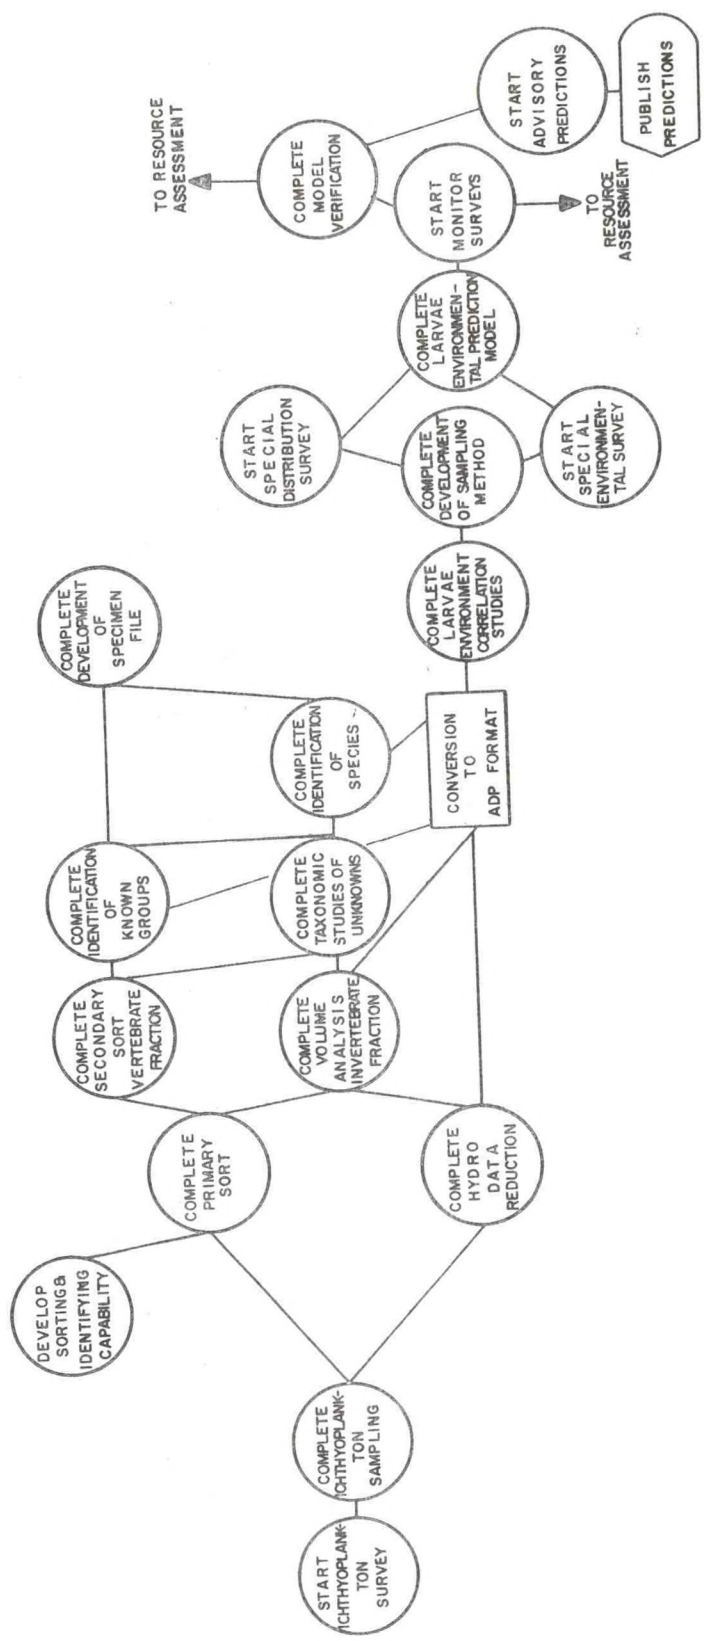 START
ICHTHYOPLANK-
TON
SURVEY
COMPLETE
ICHTHYOPLANK-
TON
SAMPLING
DEVELOP
SORTING &
IDENTIFYING
CAPABILITY
COMPLETE
PRIMARY
SORT
COMPLETE
HYDRO
DATA
REDUCTION
COMPLETE
SECONDARY
SORT
VERTEBRATE
FRACTION
COMPLETE
VOLUME
ANALYSIS
INVERTEBRATE
FRACTION
COMPLETE
IDENTIFICATION
OF
KNOWN
GROUPS
COMPLETE
TAXONOMIC
STUDIES OF
UNKNOWNS
COMPLETE
IDENTIFICATION
OF
SPECIES
CONVERSION
TO
ADP FORMAT
COMPLETE
DEVELOPMENT
OF
SPECIMEN
FILE
COMPLETE
LARVAE
ENVIRONMENT
CORRELATION
STUDIES
COMPLETE
DEVELOPMENT
OF SAMPLING
METHOD
START
SPECIAL
DISTRIBUTION
SURVEY
START
SPECIAL
ENVIRONMEN-
TAL SURVEY
COMPLETE
LARVAE
ENVIRONMEN-
TAL PREDICTION
MODEL
START
MONITOR
SURVEYS
TO
RESOURCE
ASSESSMENT
COMPLETE
MODEL
VERIFICATION
TO RESOURCE
ASSESSMENT
START
ADVISORY
PREDICTIONS
PUBLISH
PREDICTIONS